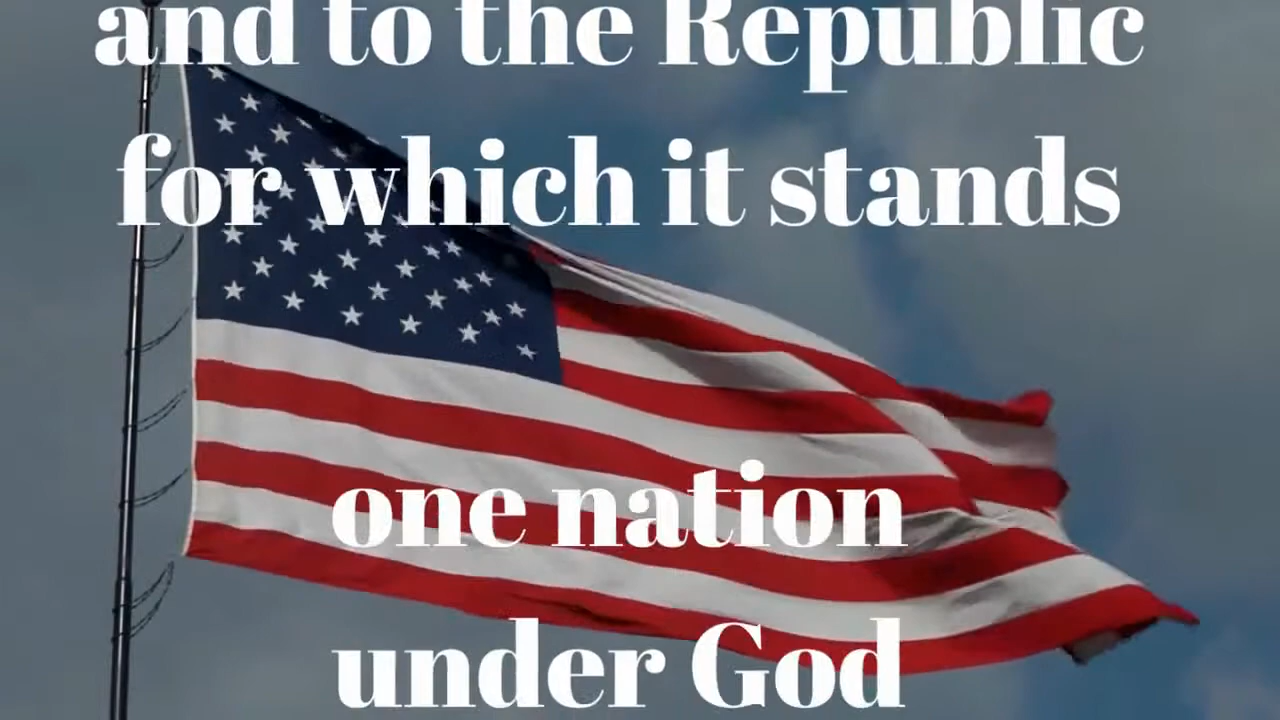 and to the Republic
for which it stands
one nation
under God